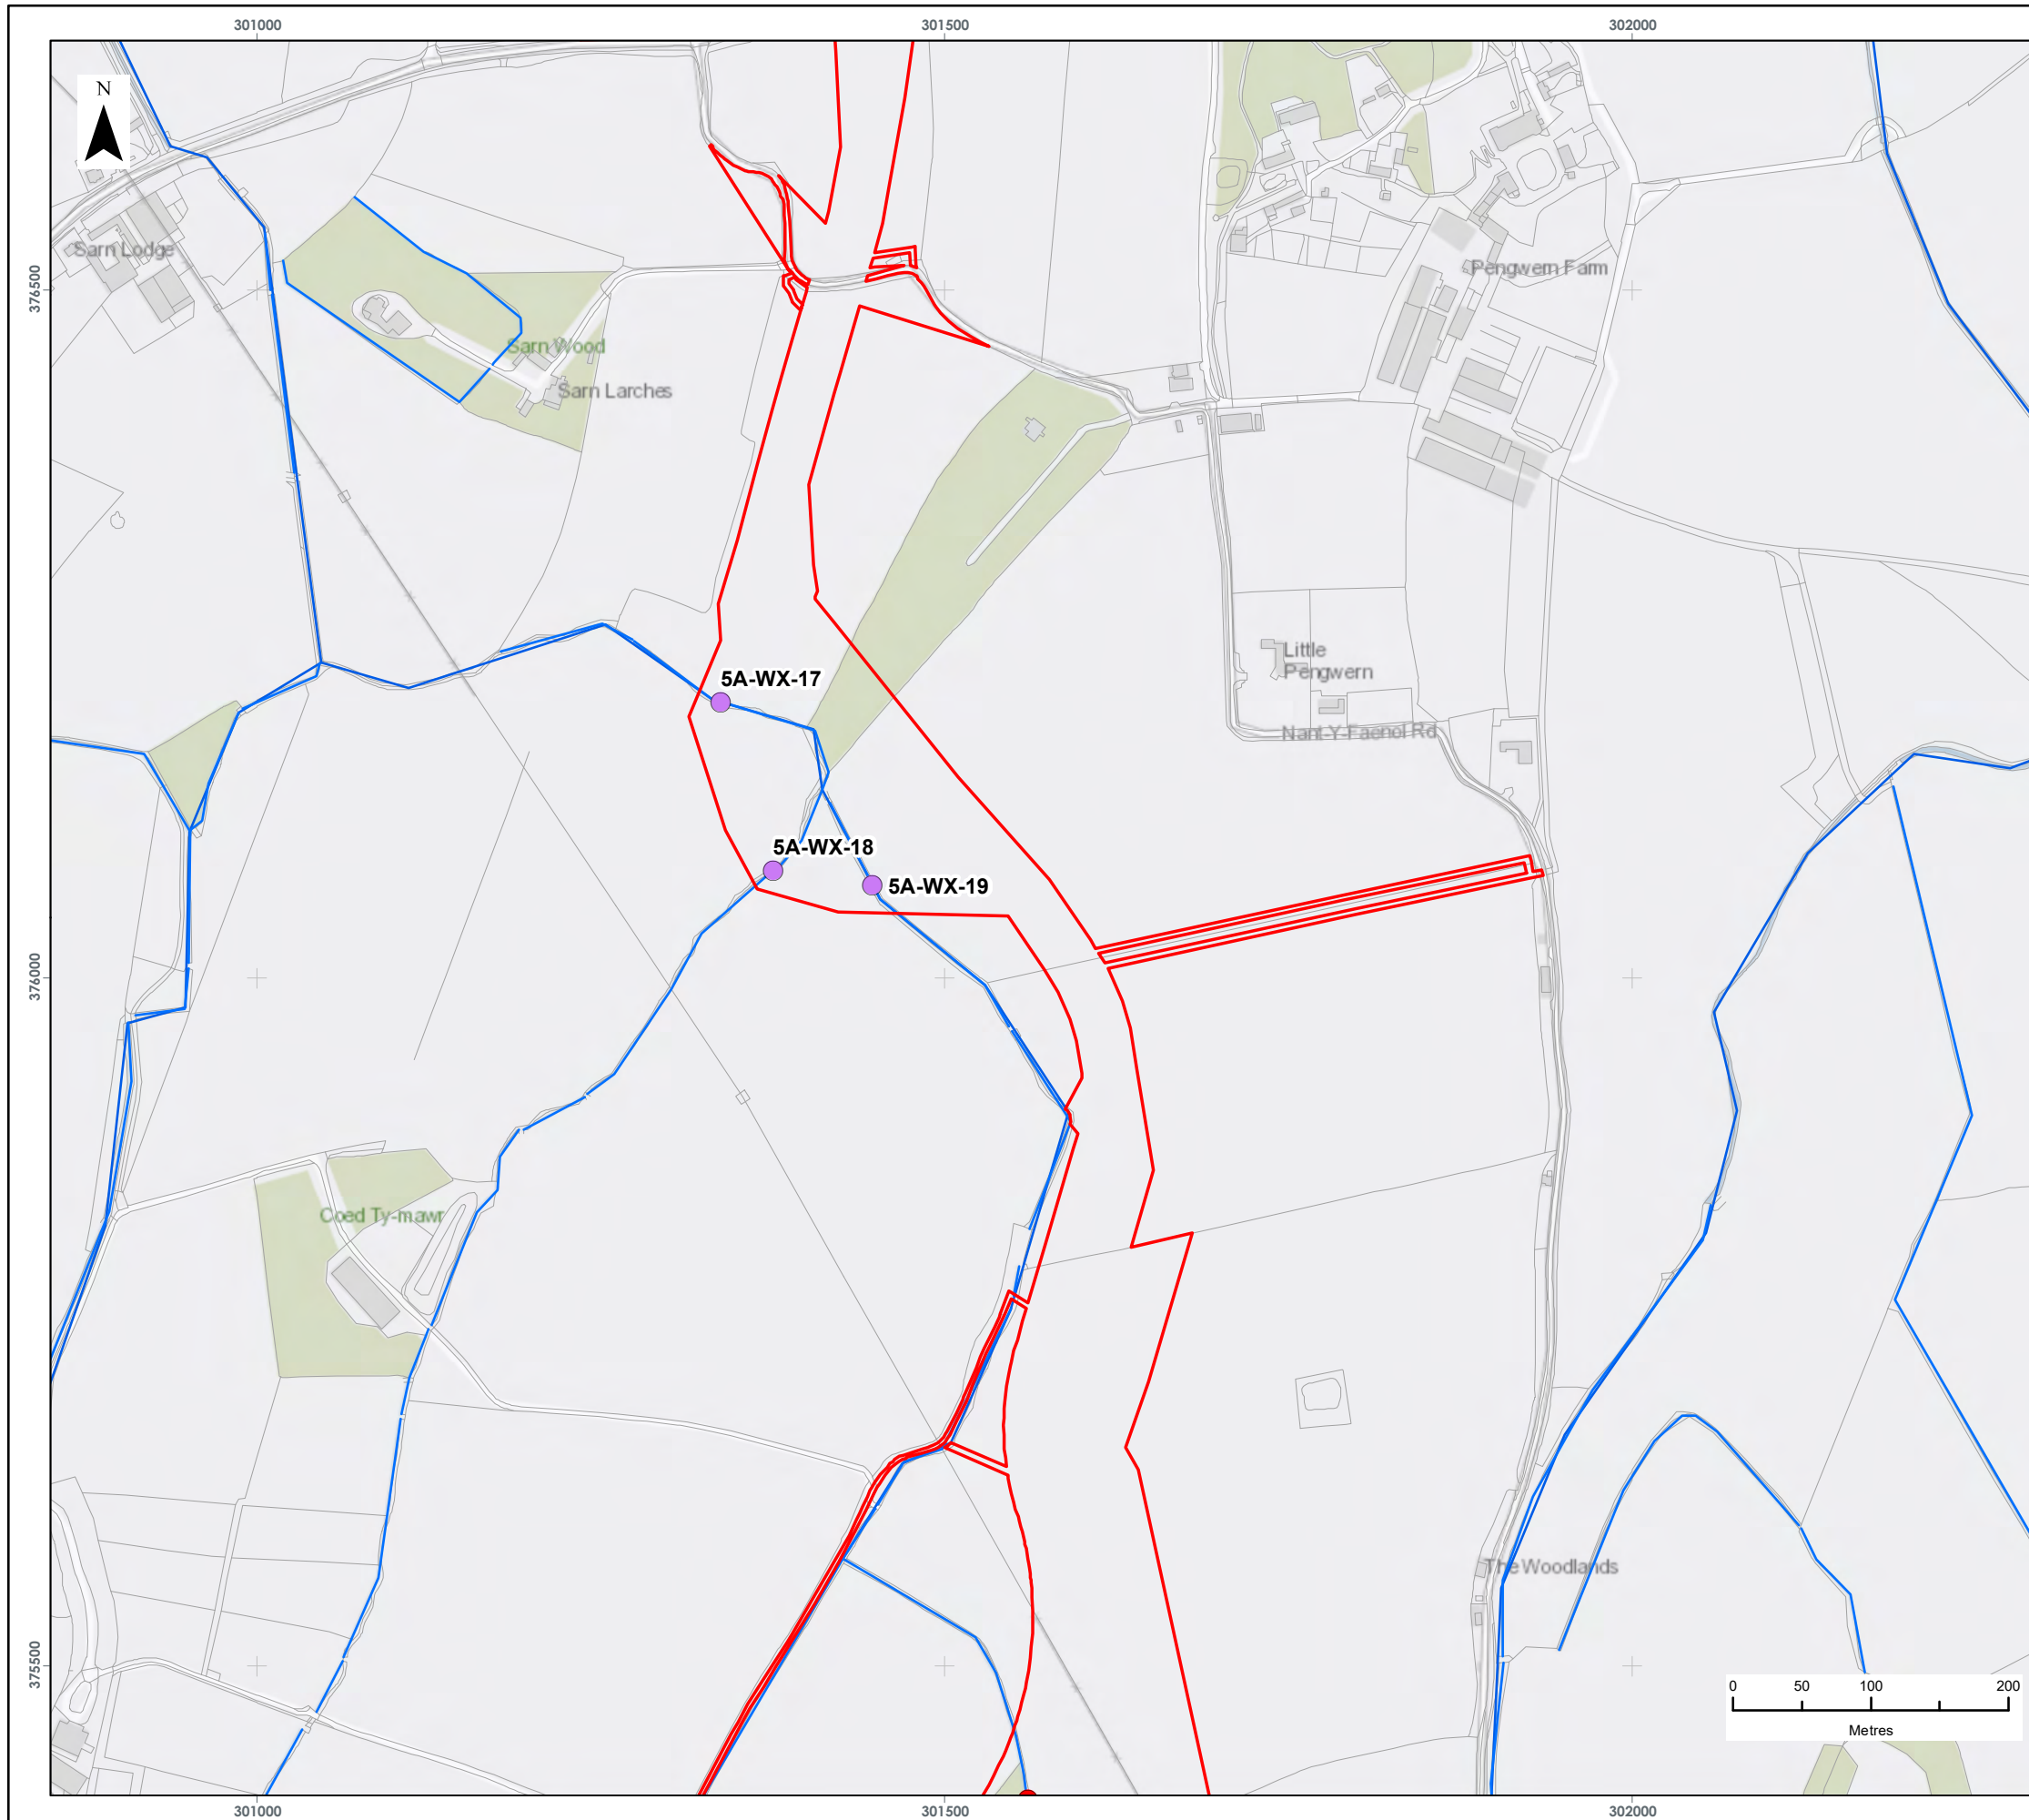 301000
301500
302000
N
376500
Sarn Lodge
Pengwern Farm
Sarn Wood
Sarn Larches
Little
Pengwern
5A-WX-17
Nant-Y-Faenol Rd
5A-WX-18
5A-WX-19
376000
Coed Ty-mawr
The Woodlands
375500
0 50 100 200
Metres
301000
301500
302000